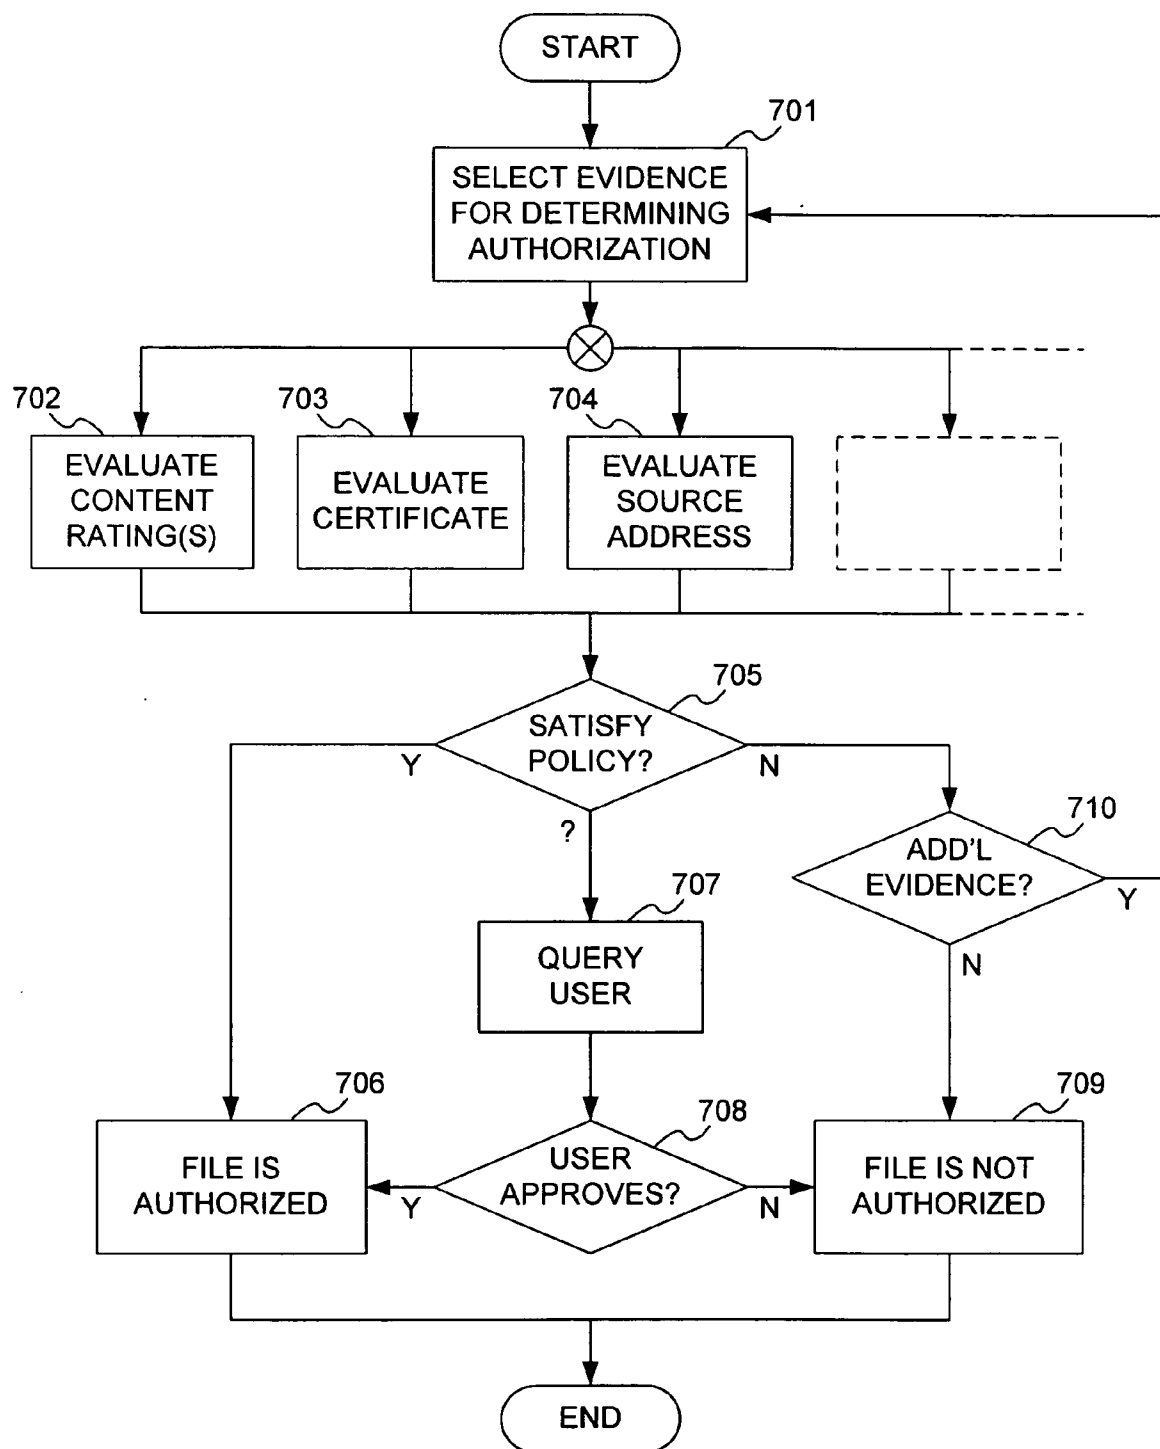 START
701
SELECT EVIDENCE
FOR DETERMINING
AUTHORIZATION
702
703
704
EVALUATE
CONTENT
RATING(S)
EVALUATE
CERTIFICATE
EVALUATE
SOURCE
ADDRESS
705
SATISFY
POLICY?
Y
N
?
710
ADD'L
EVIDENCE?
Y
N
707
QUERY
USER
706
708
709
FILE IS
AUTHORIZED
USER
APPROVES?
Y
N
FILE IS NOT
AUTHORIZED
END